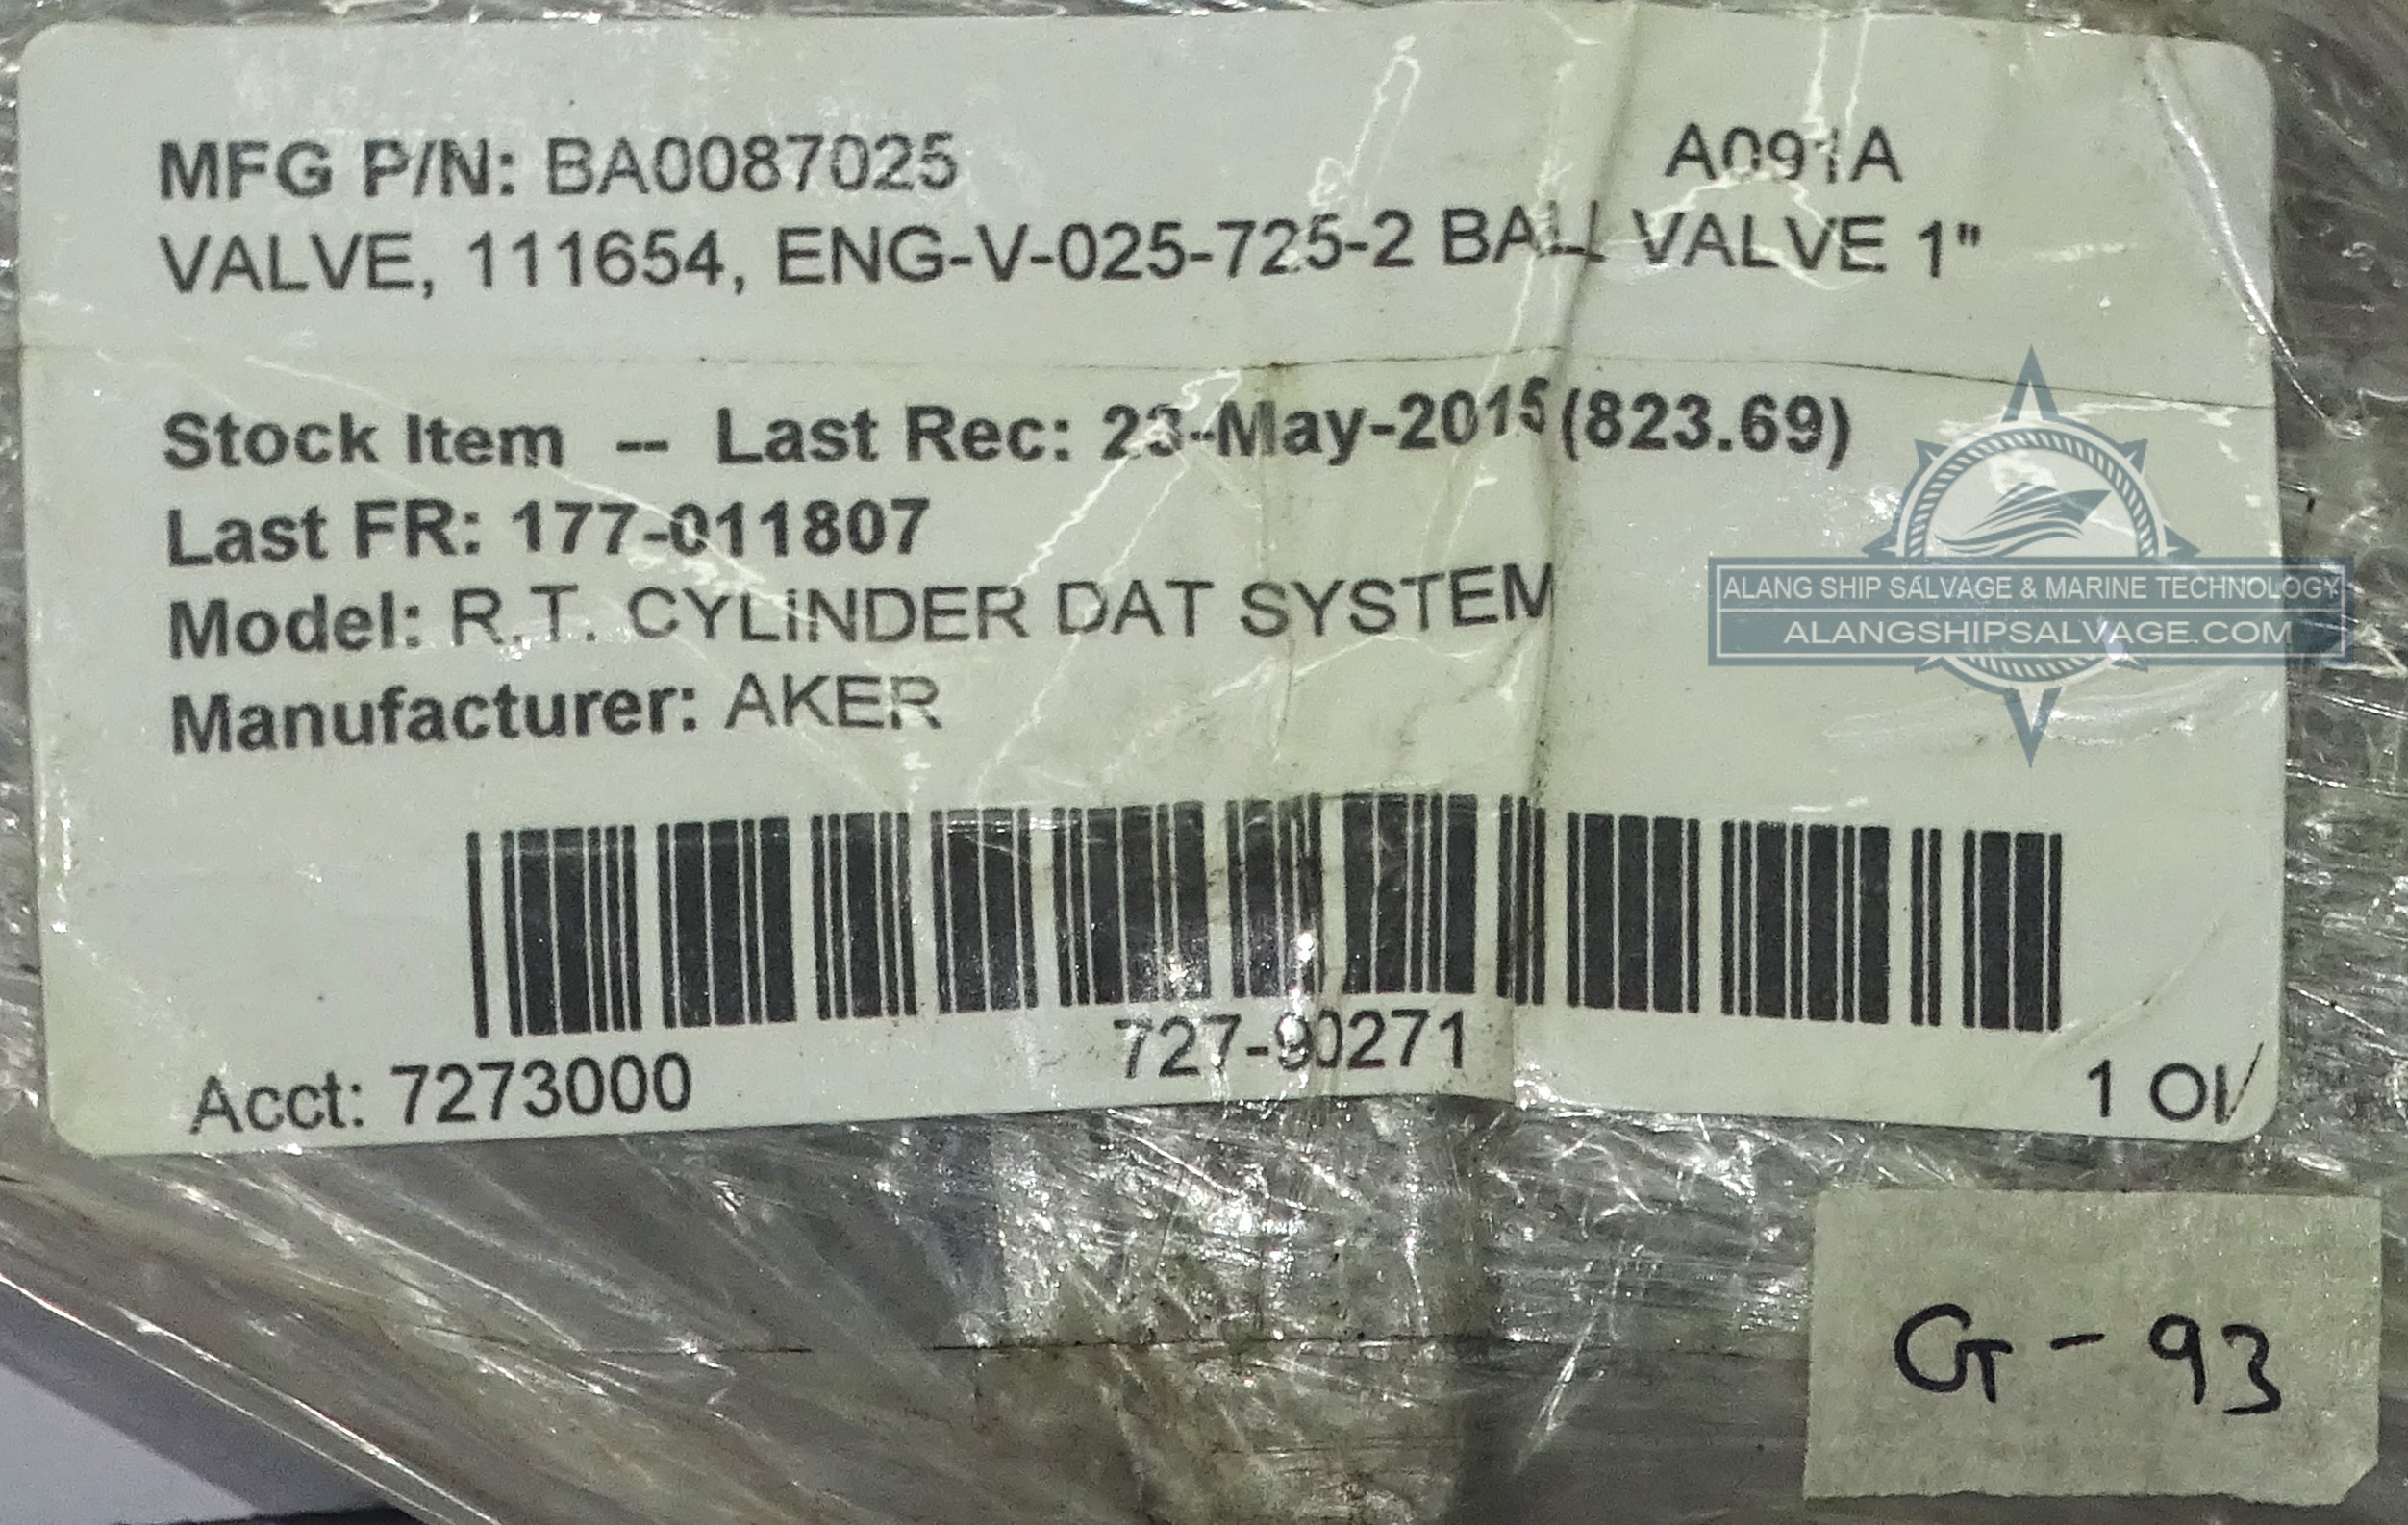 MFG P/N: BA0087025 A091A
VALVE, 111654, ENG-V-025-725-2 BALL VALVE 1"
Stock Item -- Last Rec: 23-May-2015 (823.69)
Last FR: 177-011807
Model: R.T. CYLINDER DAT SYSTEM
Manufacturer: AKER
ALANG SHIP SALVAGE & MARINE TECHNOLOGY
ALANGSHIPSALVAGE.COM
727-90271
Acct: 7273000
1
G-93